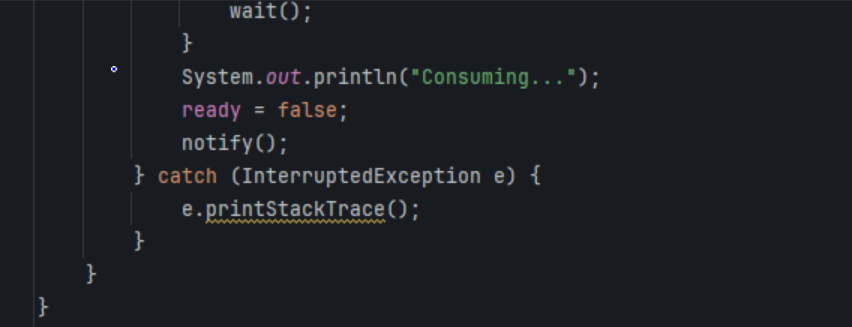 wait();
}
System.out.println("Consuming...");
ready = false;
notify();
} catch (InterruptedException e) {
e.printStackTrace();
}
}
}